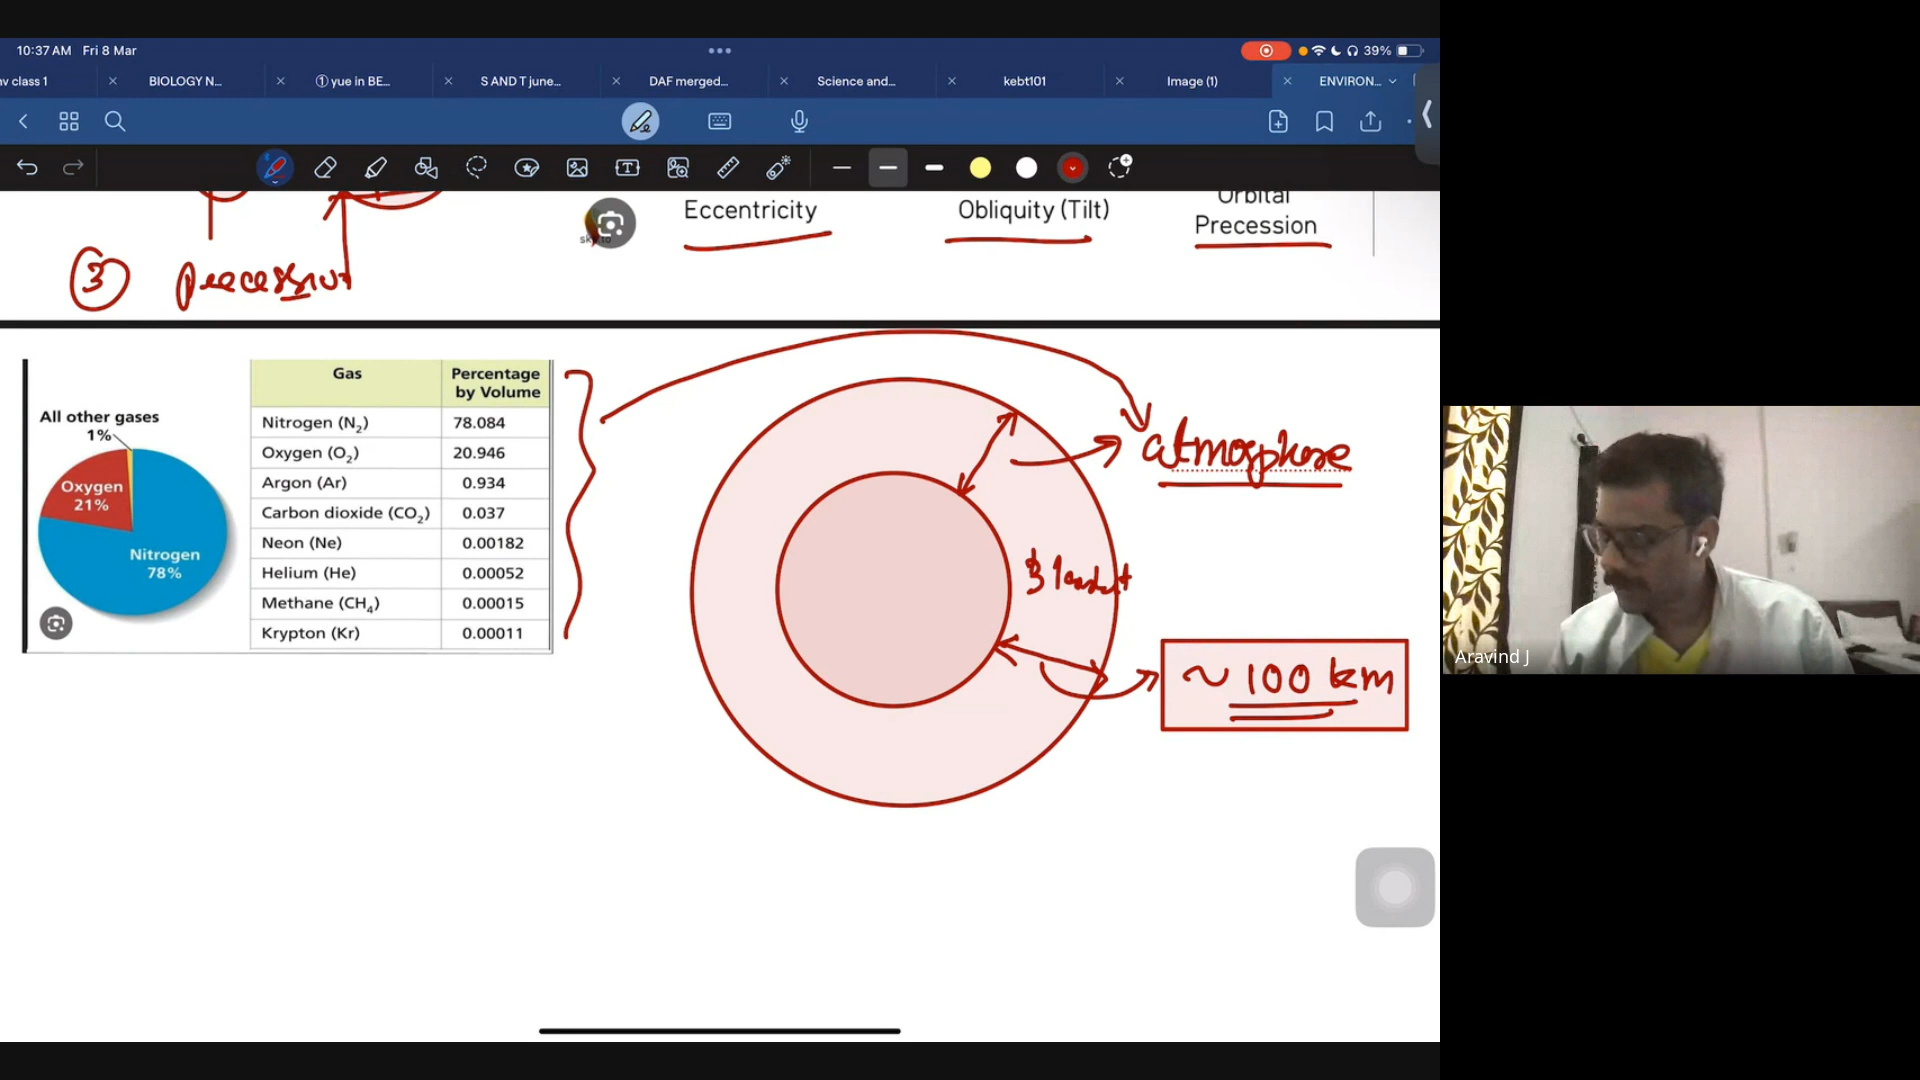 10:37 AM Fri 8 Mar
39%
nv class 1
BIOLOGY N...
① yue in BE...
S AND T june...
DAF merged...
Science and...
kebt101
Image (1)
ENVIRON...
Eccentricity
Obliquity (Tilt)
Orbital
Precession
③ precession
Gas
Percentage
by Volume
Nitrogen (N₂) 78.084
Oxygen (O₂) 20.946
Argon (Ar) 0.934
Carbon dioxide (CO₂) 0.037
Neon (Ne) 0.00182
Helium (He) 0.00052
Methane (CH₄) 0.00015
Krypton (Kr) 0.00011
All other gases
1%
Oxygen
21%
Nitrogen
78%
atmosphere
~ 100 km
Aravind J